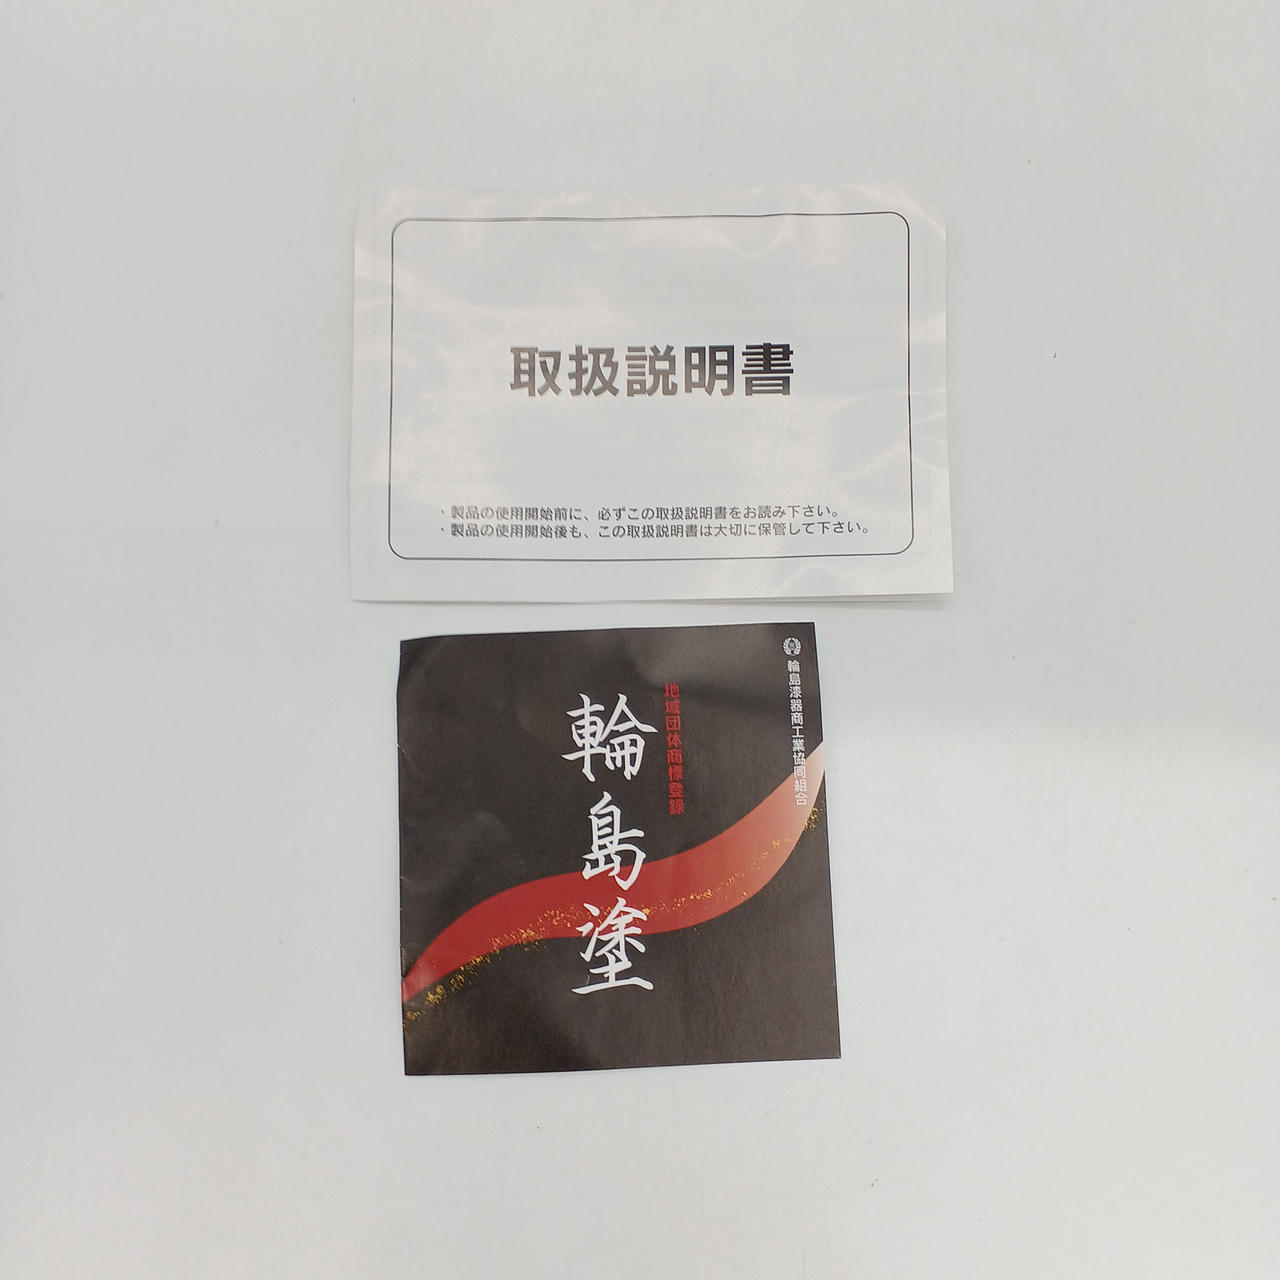 取扱説明書
・製品の使用開始前に、必ずこの取扱説明書をお読み下さい。
・製品の使用開始後も、この取扱説明書は大切に保管して下さい。
輪島漆器商工業協同組合
地域団体商標登録
輪島塗